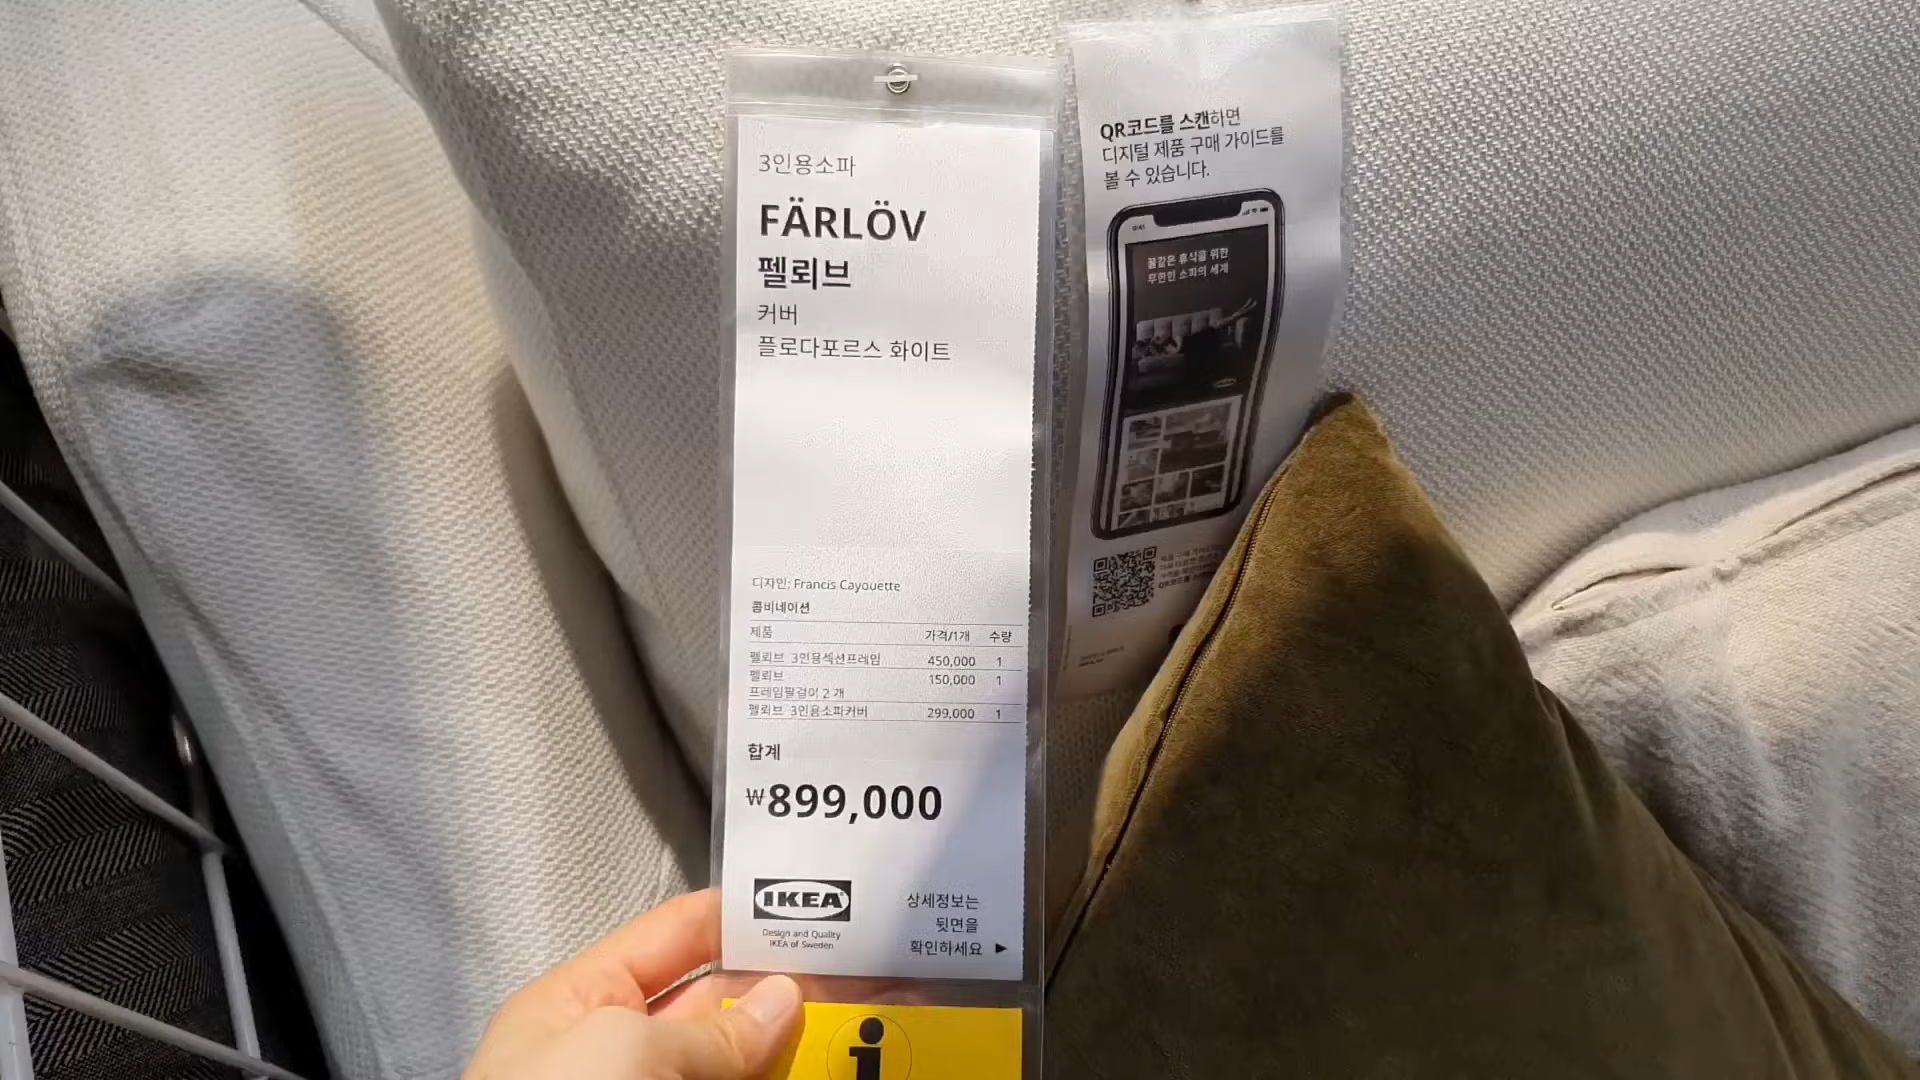 3인용소파
FÄRLÖV
펠뢰브
커버
플로다포르스 화이트
디자인: Francis Cayouette
콤비네이션
제품 가격/1개 수량
펠뢰브 3인용섹션프레임 450,000 1
펠뢰브 150,000 1
프레임팔걸이 2 개
펠뢰브 3인용소파커버 299,000 1
합계
₩899,000
IKEA
Design and Quality
IKEA of Sweden
상세정보는
뒷면을
확인하세요 ▶
i
QR코드를 스캔하면
디지털 제품 구매 가이드를
볼 수 있습니다.
꿀같은 휴식을 위한
무한한 소파의 세계